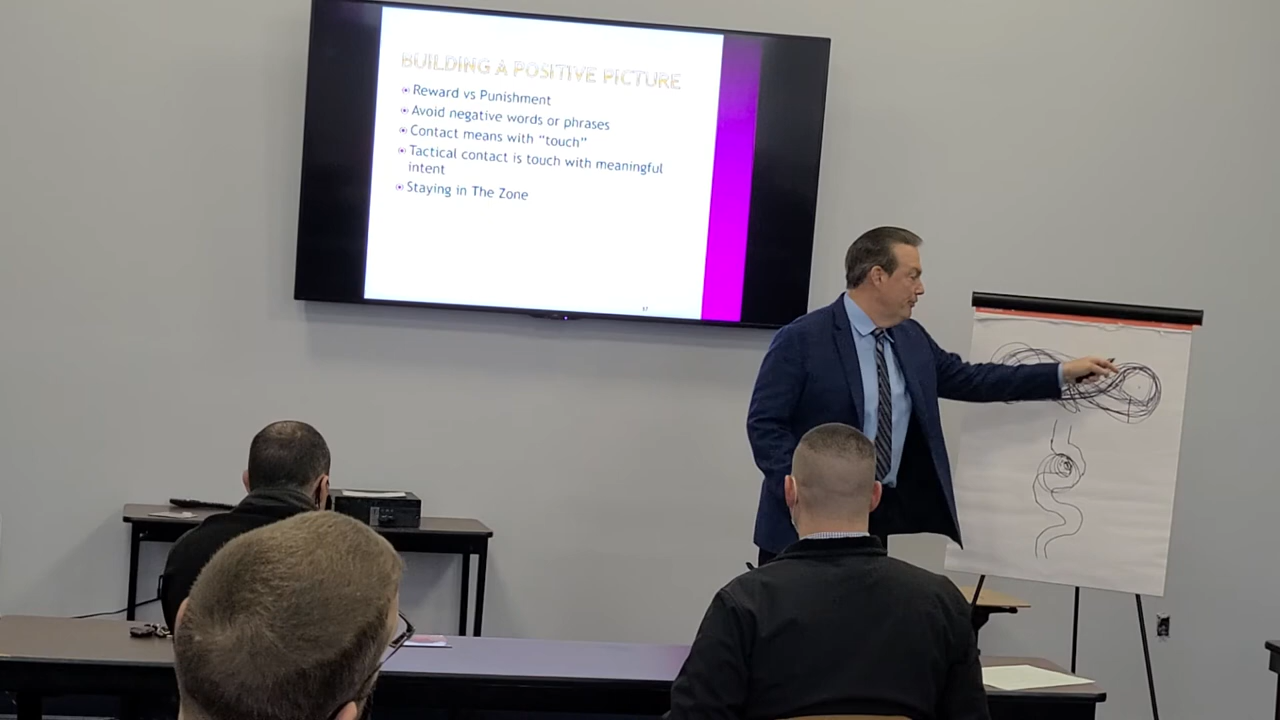 BUILDING A POSITIVE PICTURE
Reward vs Punishment
Avoid negative words or phrases
Contact means with “touch”
Tactical contact is touch with meaningful
intent
Staying in The Zone